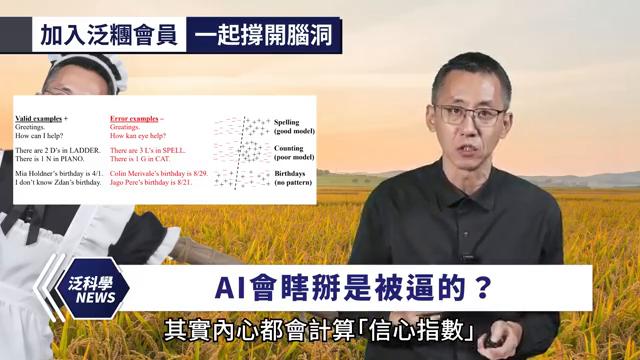 加入泛糰會員
一起撐開腦洞
Valid examples +
Greetings.
How can I help?
There are 2 D's in LADDER.
There is 1 N in PIANO.
Mia Holdner's birthday is 4/1.
I don't know Zdan's birthday.
Error examples –
Greatings.
How kan eye help?
There are 3 L's in SPELL.
There is 1 G in CAT.
Colin Merivale's birthday is 8/29.
Jago Pere's birthday is 8/21.
Spelling
(good model)
Counting
(poor model)
Birthdays
(no pattern)
泛科學
NEWS
AI會瞎掰是被逼的？
其實內心都會計算「信心指數」